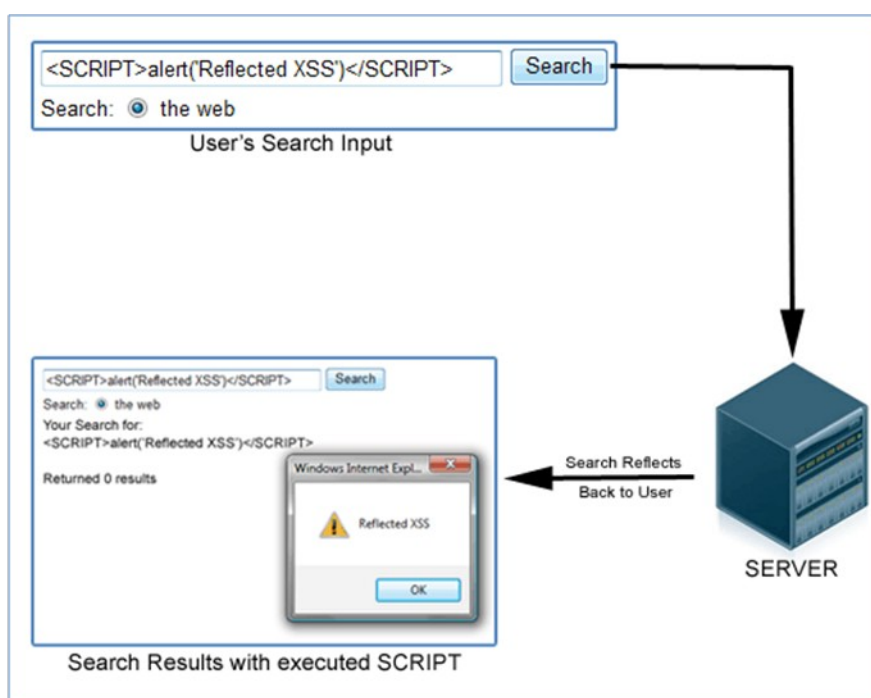 <SCRIPT>alert('Reflected XSS')</SCRIPT> Search
Search: the web
User's Search Input
<SCRIPT>alert('Reflected XSS')</SCRIPT> Search
Search: the web
Your Search for:
<SCRIPT>alert('Reflected XSS')</SCRIPT>
Returned 0 results
Windows Internet Expl...
Reflected XSS
OK
Search Results with executed SCRIPT
Search Reflects
Back to User
SERVER